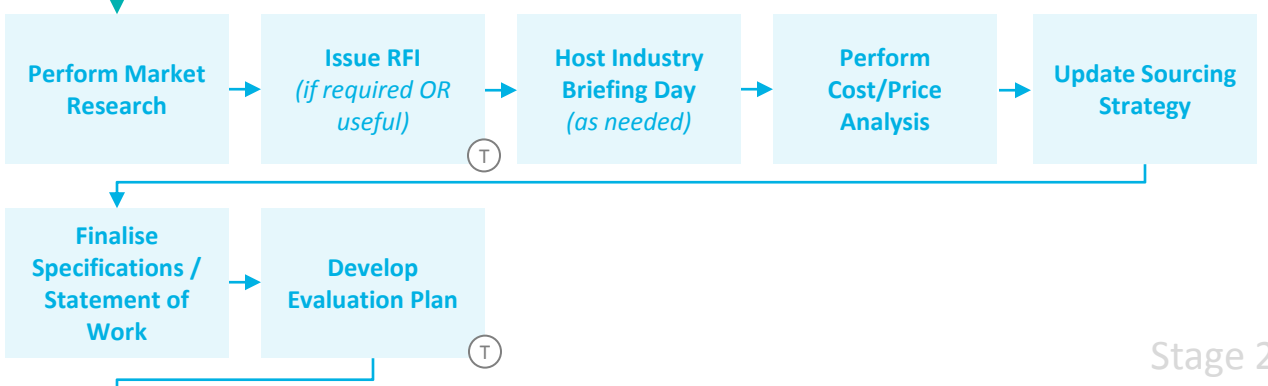 Perform Market
Research
Issue RFI
(if required OR
useful)
T
Host Industry
Briefing Day
(as needed)
Perform
Cost/Price
Analysis
Update Sourcing
Strategy
Finalise
Specifications /
Statement of
Work
Develop
Evaluation Plan
T
Stage 2